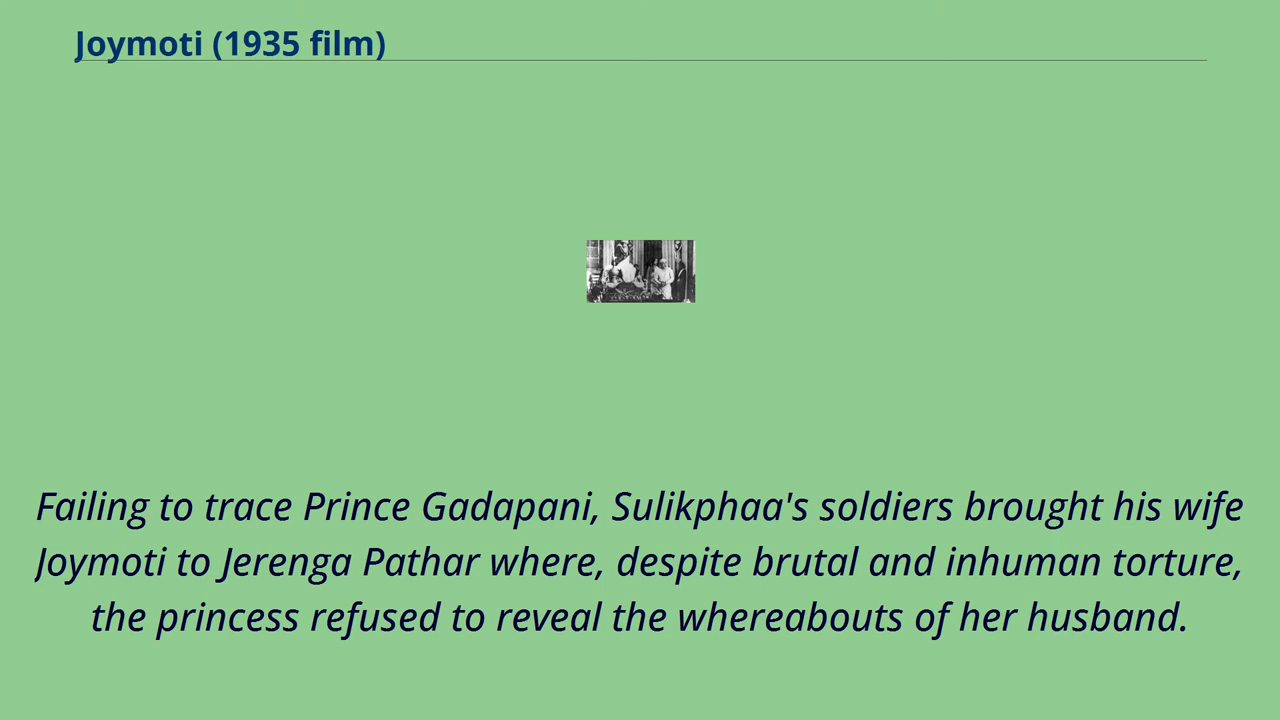 Joymoti (1935 film)
Failing to trace Prince Gadapani, Sulikphaa's soldiers brought his wife
Joymoti to Jerenga Pathar where, despite brutal and inhuman torture,
the princess refused to reveal the whereabouts of her husband.